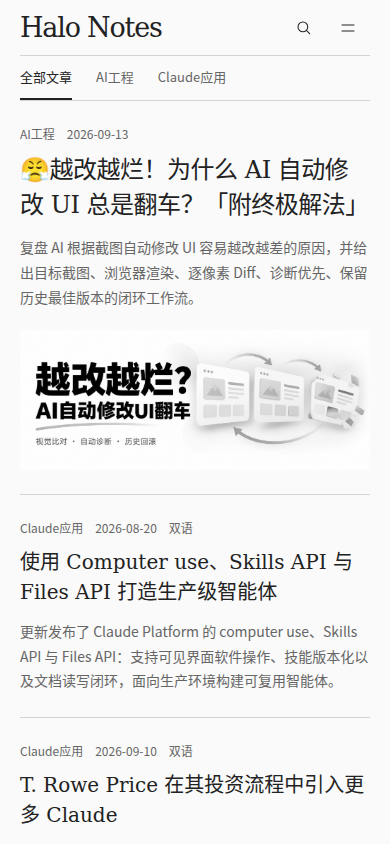 Halo Notes
全部文章 AI工程 Claude应用
AI工程 2026-09-13
😤越改越烂！为什么 AI 自动修
改 UI 总是翻车？「附终极解法」
复盘 AI 根据截图自动修改 UI 容易越改越差的原因，并给
出目标截图、浏览器渲染、逐像素 Diff、诊断优先、保留
历史最佳版本的闭环工作流。
越改越烂?
AI自动修改UI翻车
视觉比对 · 自动诊断 · 历史回滚
Claude应用 2026-08-20 双语
使用 Computer use、Skills API 与
Files API 打造生产级智能体
更新发布了 Claude Platform 的 computer use、Skills
API 与 Files API：支持可见界面软件操作、技能版本化以
及文档读写闭环，面向生产环境构建可复用智能体。
Claude应用 2026-09-10 双语
T. Rowe Price 在其投资流程中引入更
多 Claude